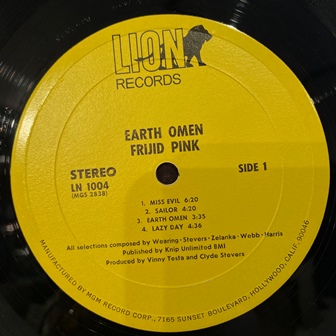 LION
RECORDS
EARTH OMEN
FRIJID PINK
STEREO
LN 1004
(MGS 2838)
SIDE 1
1. MISS EVIL 6:20
2. SAILOR 4:20
3. EARTH OMEN 3:35
4. LAZY DAY 4:36
All selections composed by Wearing-Stevers-Zelanka-Webb-Harris
Published by Knip Unlimited BMI
Produced by Vinny Testa and Clyde Stevers
MANUFACTURED BY MGM RECORD CORP., 7165 SUNSET BOULEVARD, HOLLYWOOD, CALIF. 90046